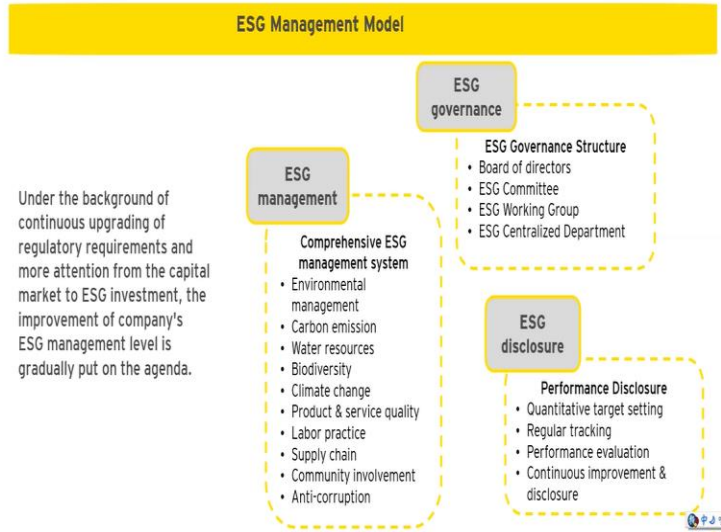 ESG Management Model
Under the background of
continuous upgrading of
regulatory requirements and
more attention from the capital
market to ESG investment, the
improvement of company's
ESG management level is
gradually put on the agenda.
ESG
management
Comprehensive ESG
management system
• Environmental
management
• Carbon emission
• Water resources
• Biodiversity
• Climate change
• Product & service quality
• Labor practice
• Supply chain
• Community involvement
• Anti-corruption
ESG
governance
ESG Governance Structure
• Board of directors
• ESG Committee
• ESG Working Group
• ESG Centralized Department
ESG
disclosure
Performance Disclosure
• Quantitative target setting
• Regular tracking
• Performance evaluation
• Continuous improvement &
disclosure